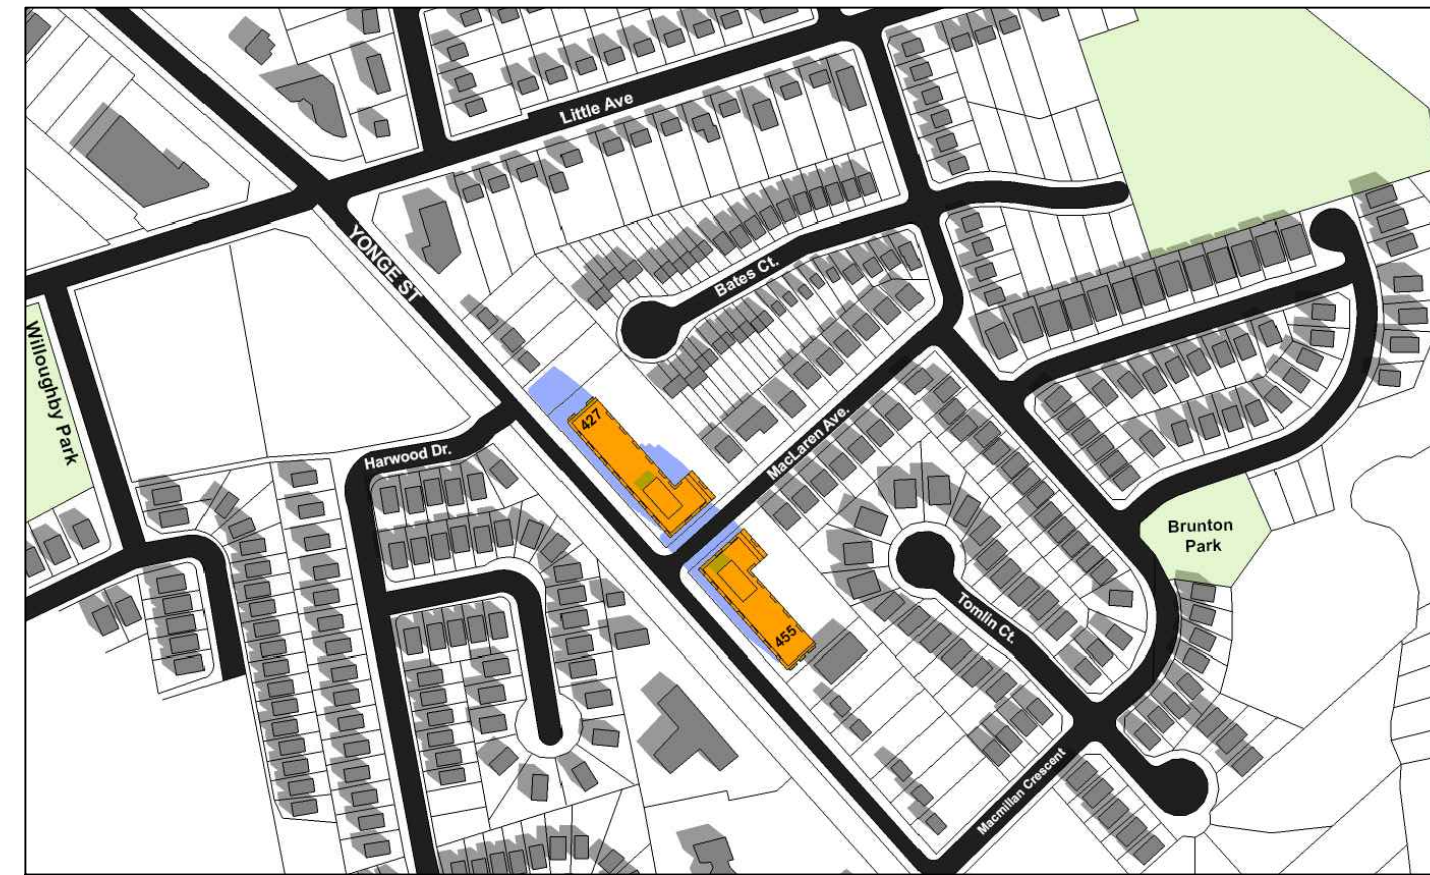 Little Ave
YONGE ST
Bates Ct.
Willoughby Park
427
MacLaren Ave.
Harwood Dr.
Brunton
Park
Tomlin Ct.
455
Macmillan Crescent